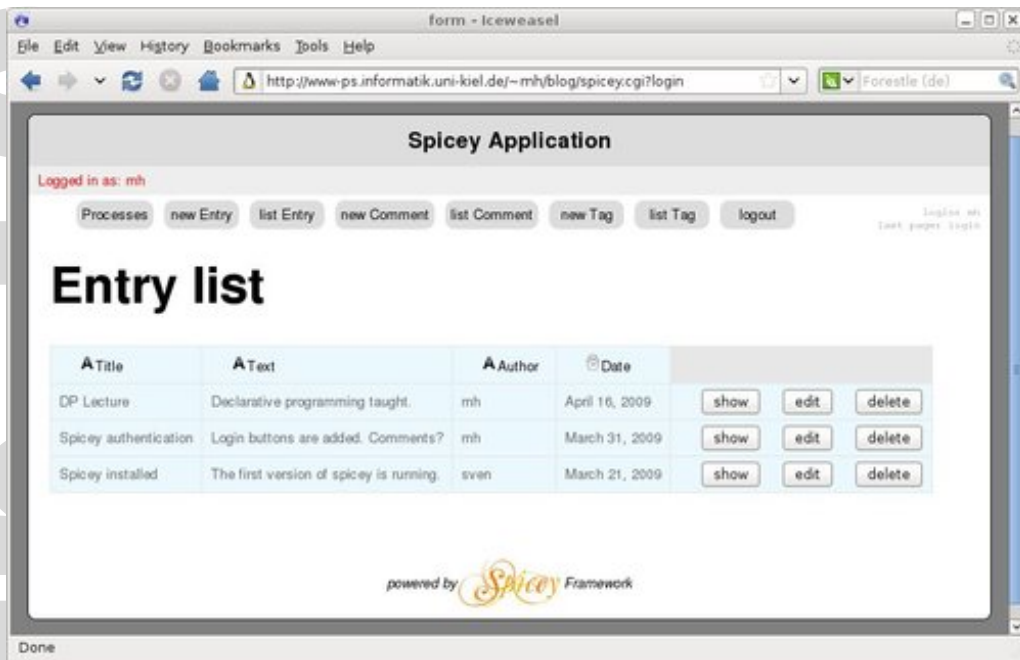 form - Iceweasel
File Edit View History Bookmarks Tools Help
http://www-ps.informatik.uni-kiel.de/~mh/blog/spicey.cgi?login Forestle (de)
Spicey Application
Logged in as: mh
Processes new Entry list Entry new Comment list Comment new Tag list Tag logout
login: mh
last page: login
Entry list
A Title A Text A Author Date
DP Lecture Declarative programming taught. mh April 16, 2009 show edit delete
Spicey authentication Login buttons are added. Comments? mh March 31, 2009 show edit delete
Spicey installed The first version of spicey is running. sven March 21, 2009 show edit delete
powered by Spicey Framework
Done